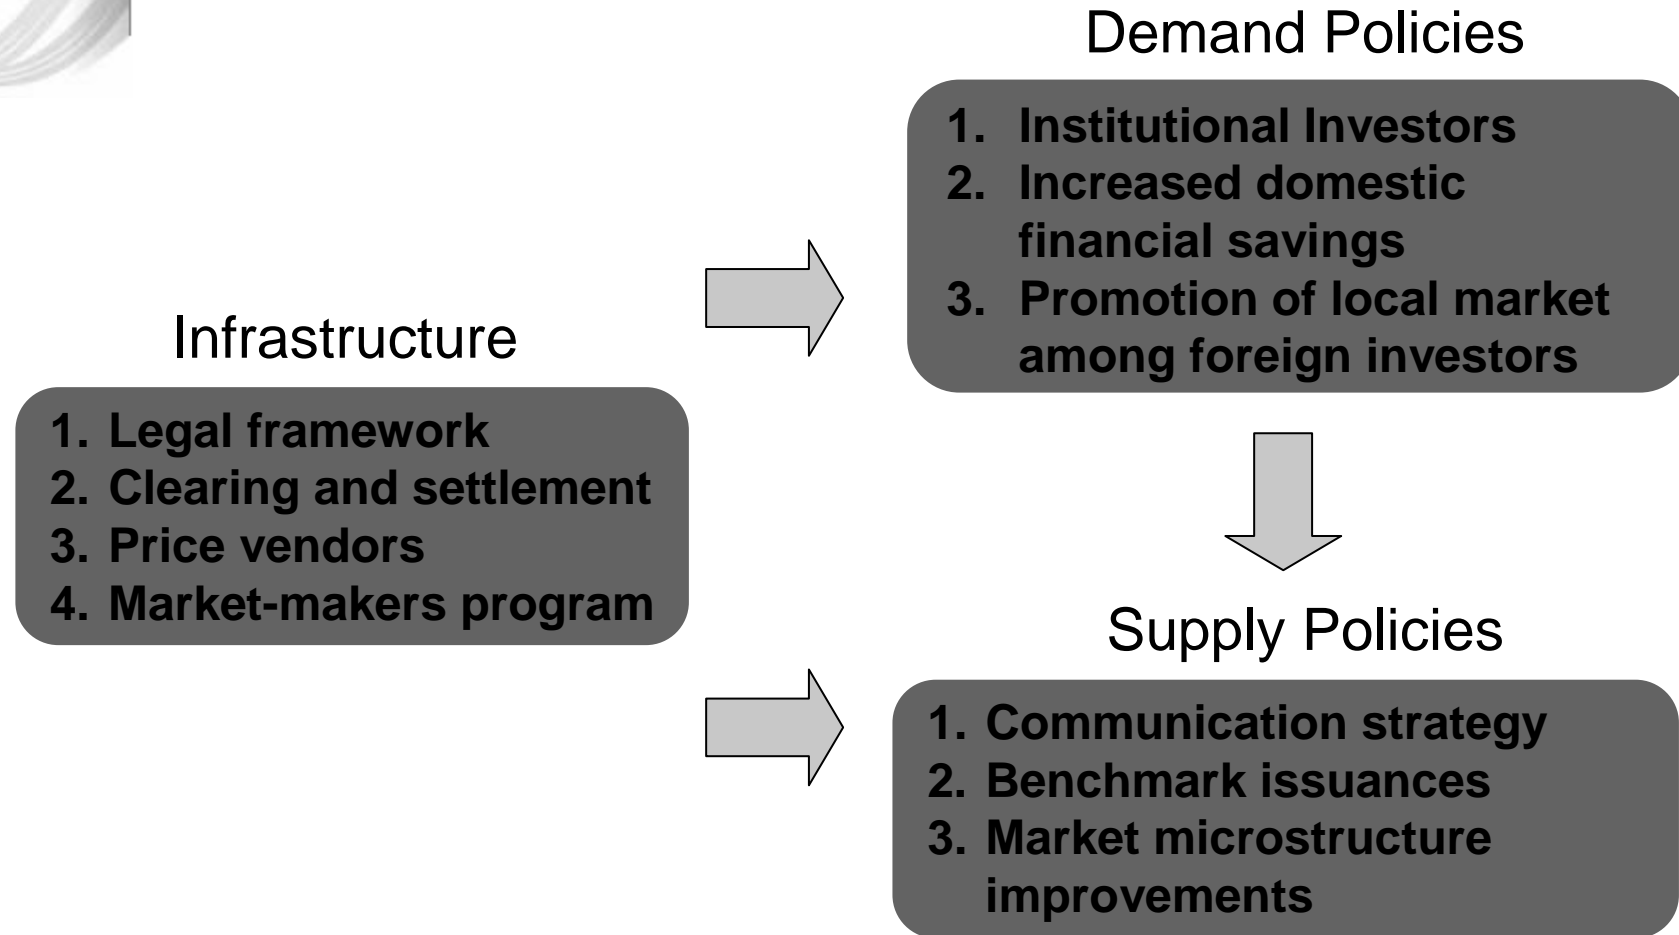 Demand Policies
1. Institutional Investors
2. Increased domestic
financial savings
3. Promotion of local market
among foreign investors
Infrastructure
1. Legal framework
2. Clearing and settlement
3. Price vendors
4. Market-makers program
Supply Policies
1. Communication strategy
2. Benchmark issuances
3. Market microstructure
improvements